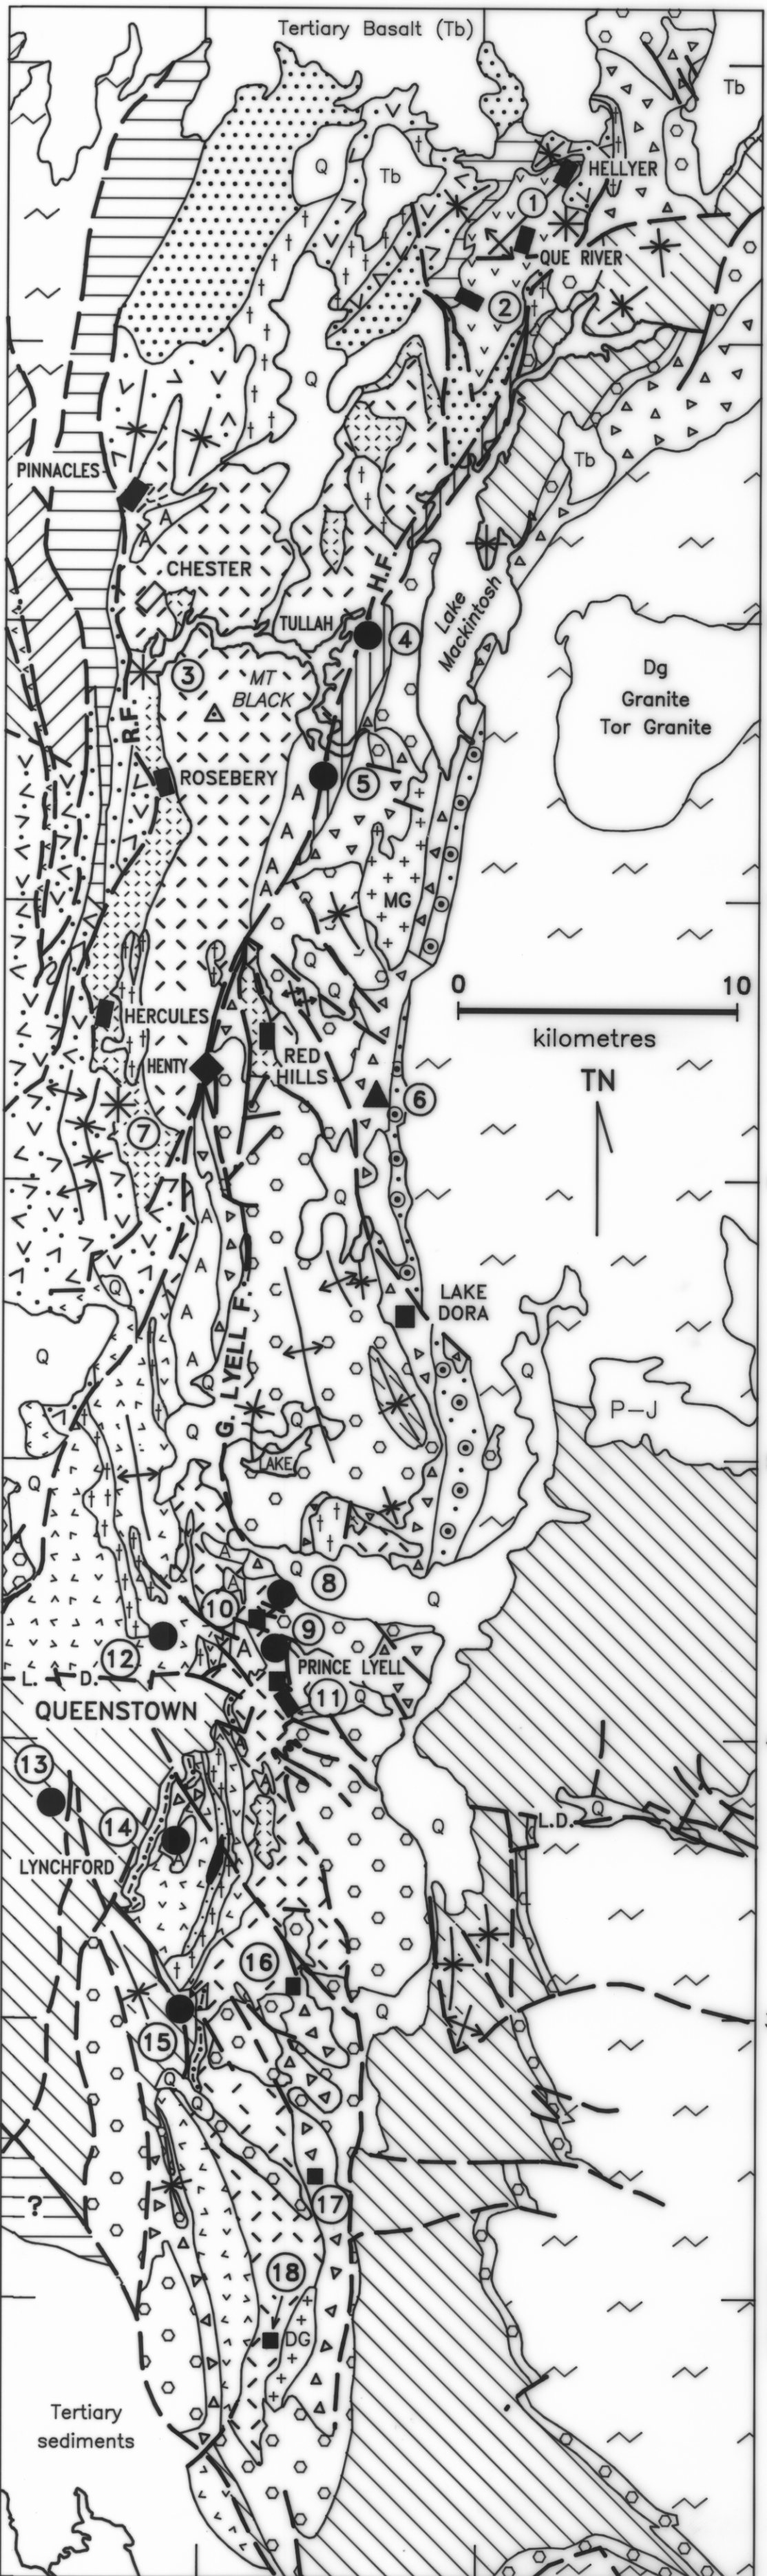 Tertiary Basalt (Tb)
Tb
Q
Tb
HELLYER
1
QUE RIVER
2
Q
Tb
PINNACLES
A
A
CHESTER
H.F.
TULLAH
4
Lake
Mackintosh
3
MT
BLACK
Dg
Granite
Tor Granite
R.F.
ROSEBERY
5
A
A
A
A
MG
Q
Q
0
10
kilometres
HERCULES
HENTY
RED
HILLS
TN
6
7
Q
A
A
A
A
Q
Q
LAKE
DORA
Q
Q
G. LYELL F.
Q
Q
P-J
LAKE
Q
A
A
Q
8
Q
10
9
12
A
PRINCE LYELL
L. D.
11
Q
QUEENSTOWN
A
13
A
14
Q
L.D.
Q
LYNCHFORD
16
Q
15
Q
Q
?
17
18
DG
Tertiary
sediments